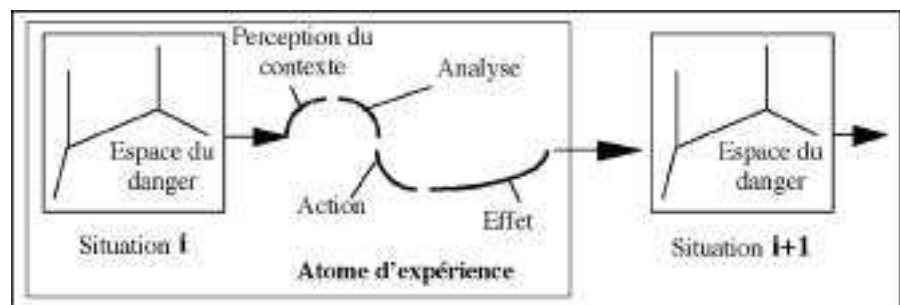 Perception du
contexte
Analyse
Espace du
danger
Action
Effet
Situation i
Atome d'expérience
Espace du
danger
Situation i+1